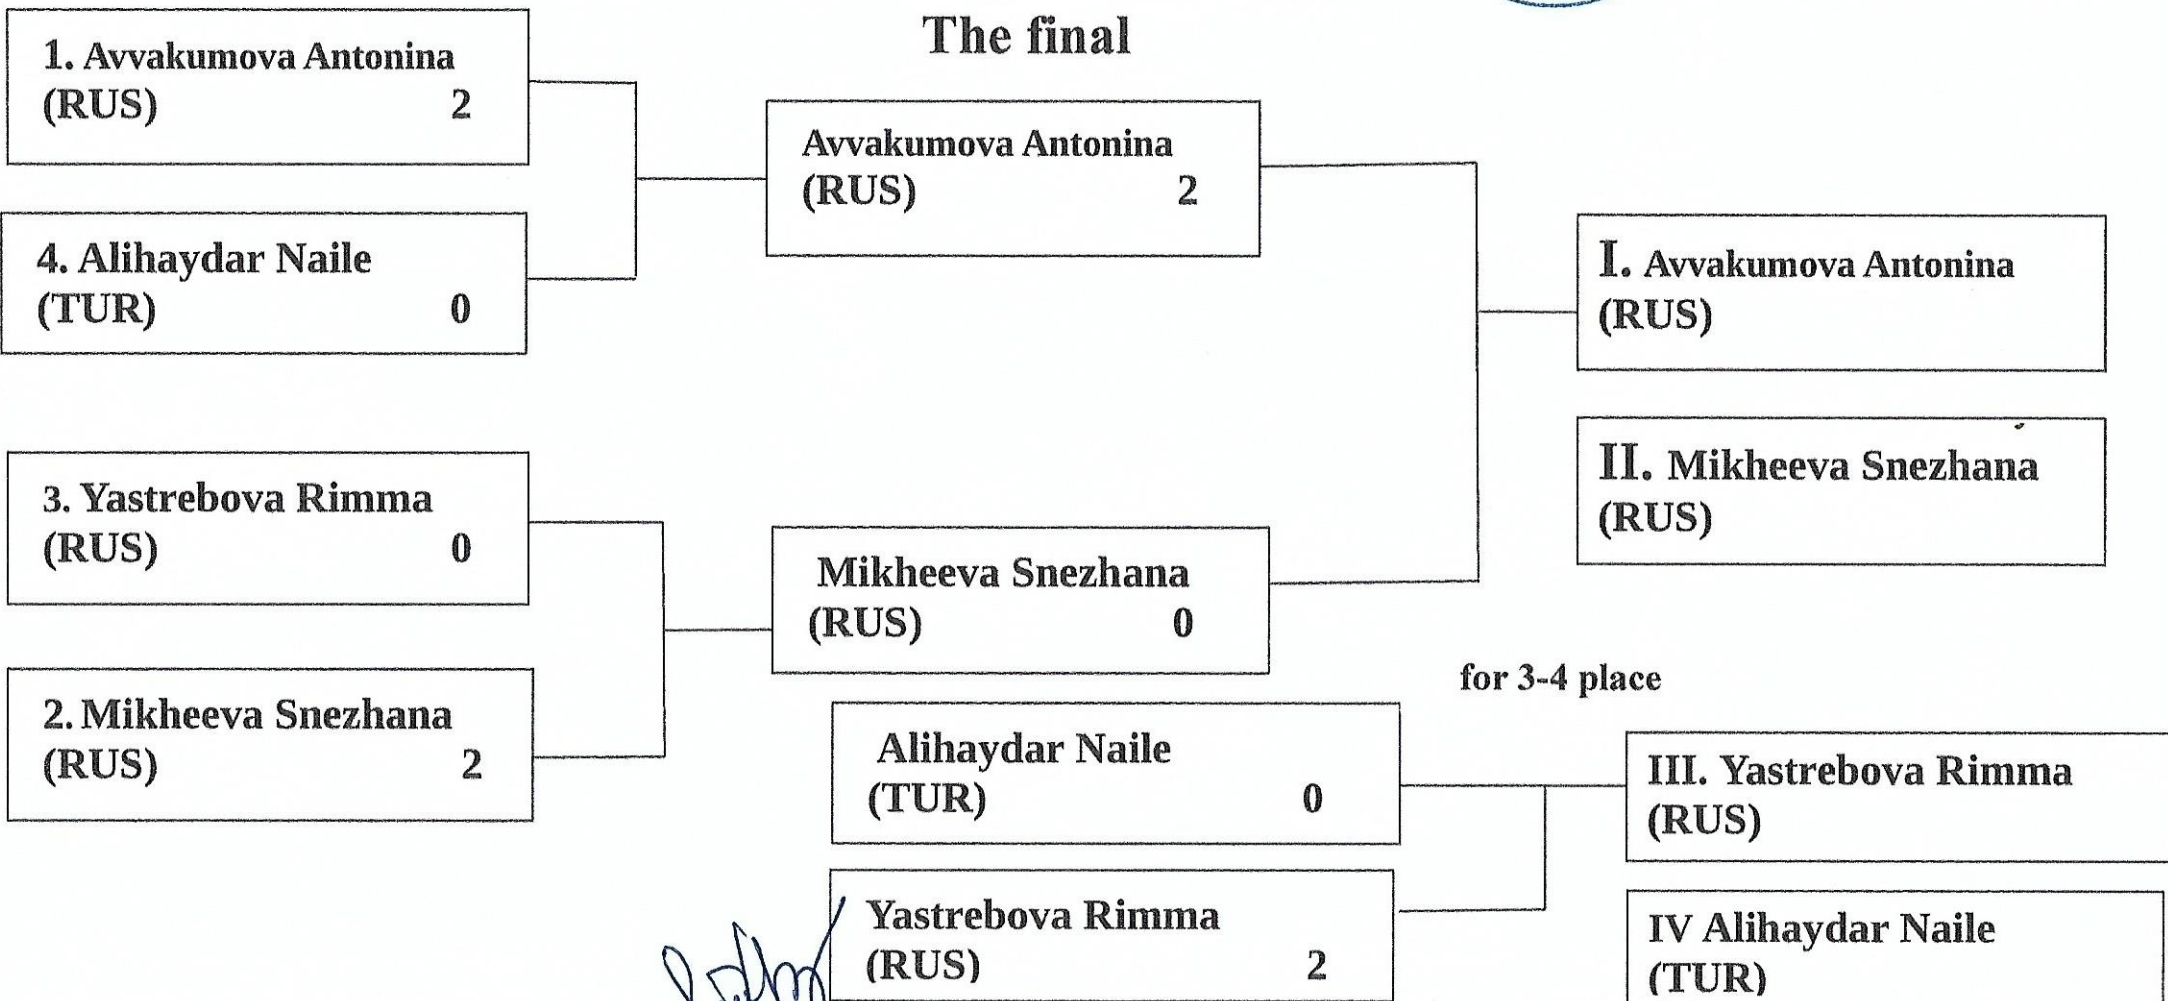 The final
1. Avvakumova Antonina
(RUS) 2
4. Alihaydar Naile
(TUR) 0
Avvakumova Antonina
(RUS) 2
I. Avvakumova Antonina
(RUS)
II. Mikheeva Snezhana
(RUS)
3. Yastrebova Rimma
(RUS) 0
2. Mikheeva Snezhana
(RUS) 2
Mikheeva Snezhana
(RUS) 0
for 3-4 place
Alihaydar Naile
(TUR) 0
Yastrebova Rimma
(RUS) 2
III. Yastrebova Rimma
(RUS)
IV Alihaydar Naile
(TUR)